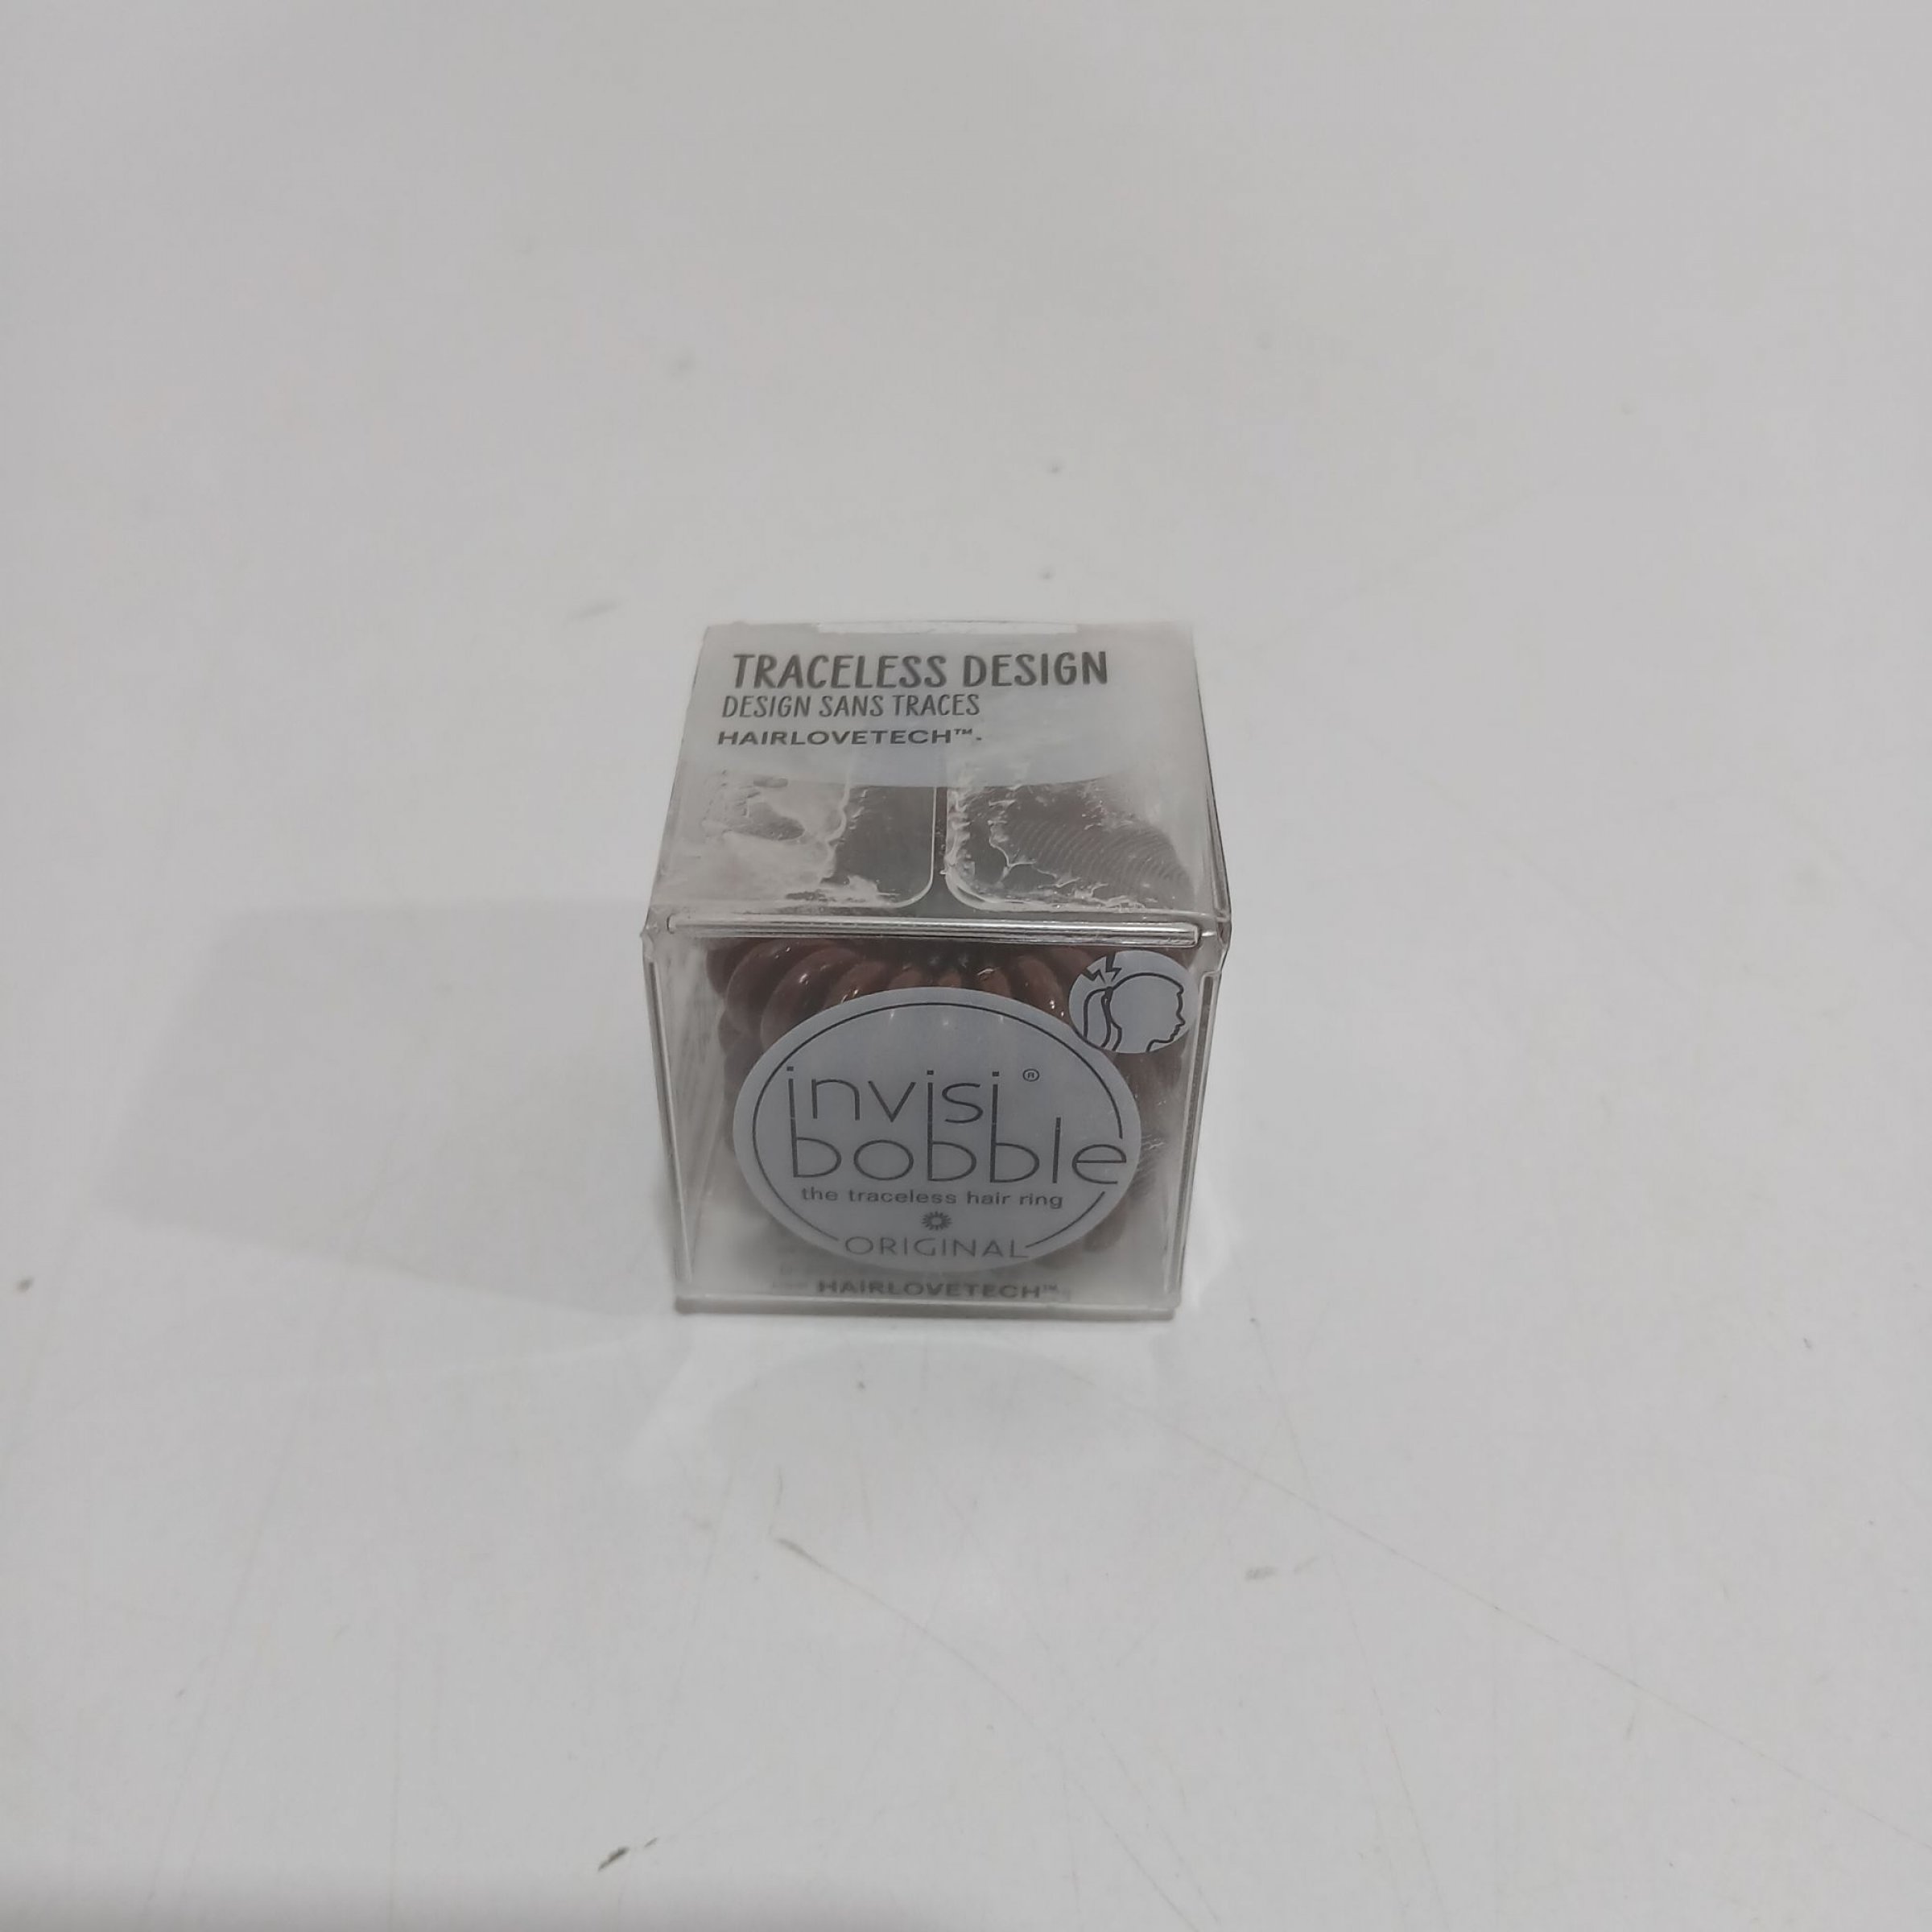 TRACELESS DESIGN
DESIGN SANS TRACES
HAIRLOVETECH™.
invisi®
bobble
the traceless hair ring
ORIGINAL
HAIRLOVETECH™